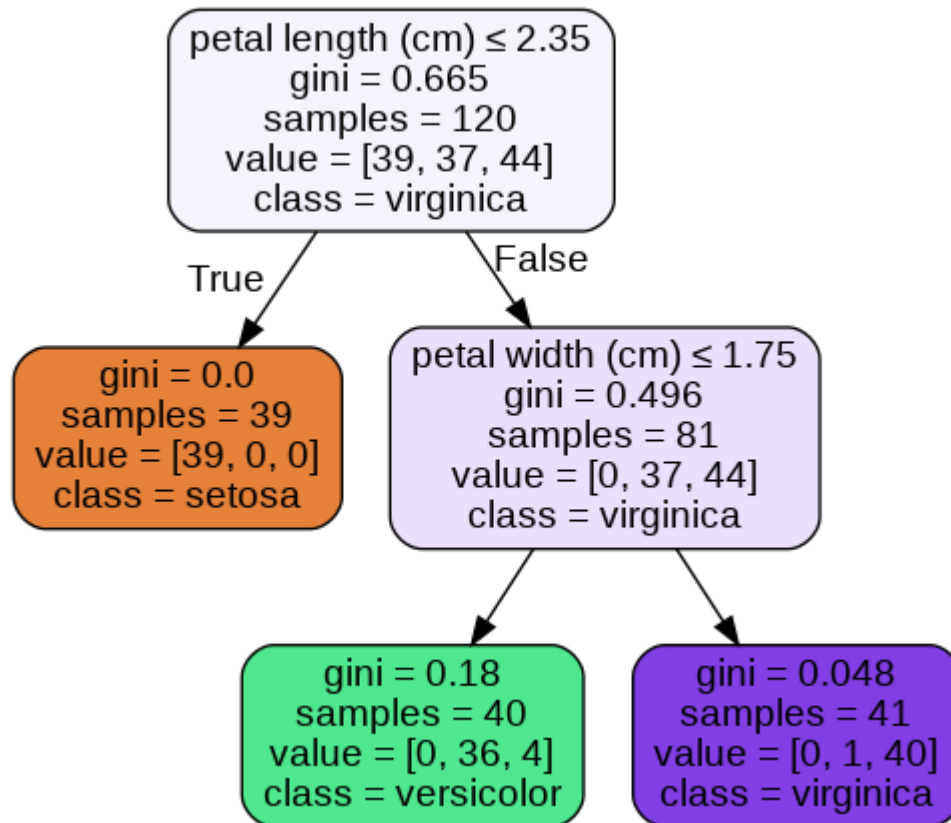 petal length (cm) ≤ 2.35
gini = 0.665
samples = 120
value = [39, 37, 44]
class = virginica
True
False
gini = 0.0
samples = 39
value = [39, 0, 0]
class = setosa
petal width (cm) ≤ 1.75
gini = 0.496
samples = 81
value = [0, 37, 44]
class = virginica
gini = 0.18
samples = 40
value = [0, 36, 4]
class = versicolor
gini = 0.048
samples = 41
value = [0, 1, 40]
class = virginica